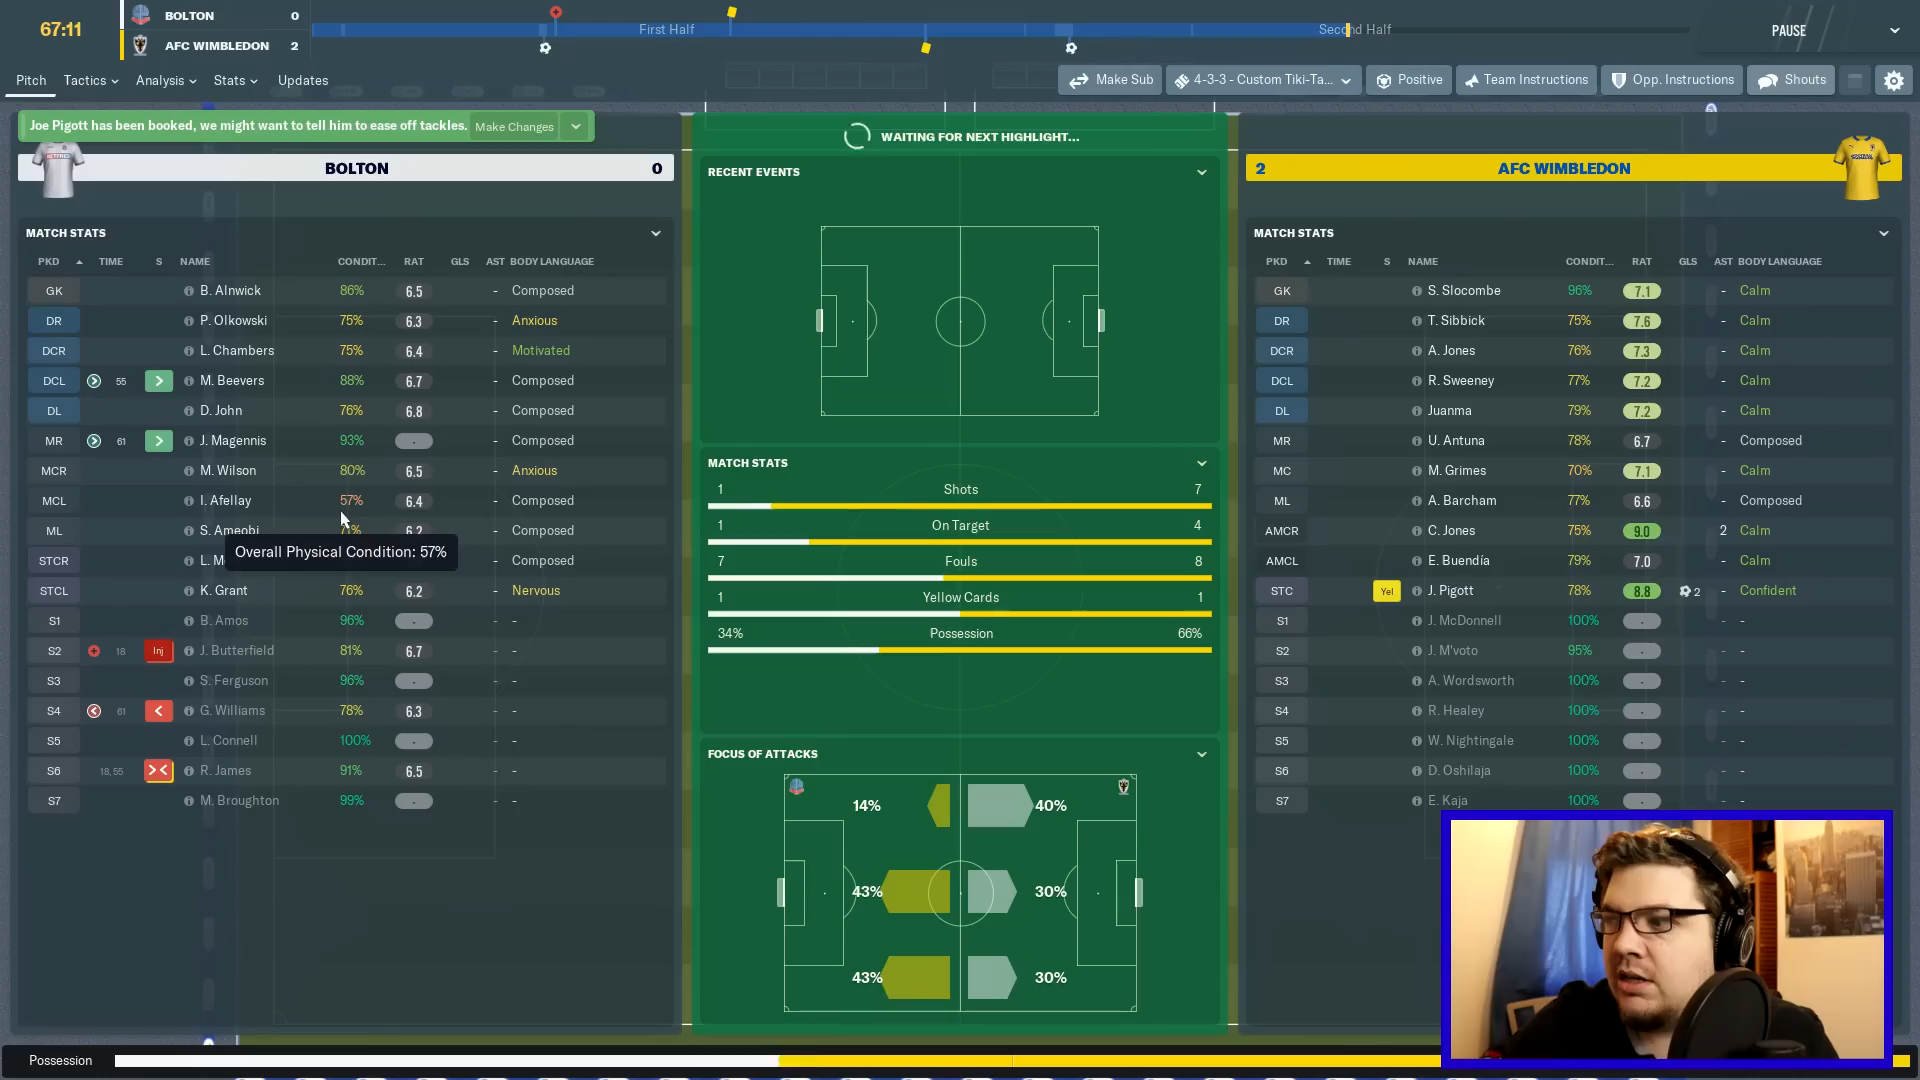 67:11
BOLTON 0
AFC WIMBLEDON 2
First Half
Second Half
PAUSE
Pitch Tactics Analysis Stats Updates
Make Sub 4-3-3 - Custom Tiki-Ta... Positive Team Instructions Opp. Instructions Shouts
Joe Pigott has been booked, we might want to tell him to ease off tackles. Make Changes
WAITING FOR NEXT HIGHLIGHT...
BOLTON 0
MATCH STATS
PKD TIME S NAME CONDIT... RAT GLS AST BODY LANGUAGE
GK B. Alnwick 86% 6.5 - Composed
DR P. Olkowski 75% 6.3 - Anxious
DCR L. Chambers 75% 6.4 - Motivated
DCL 55 M. Beevers 88% 6.7 - Composed
DL D. John 76% 6.8 - Composed
MR 61 J. Magennis 93% - - Composed
MCR M. Wilson 80% 6.5 - Anxious
MCL I. Afellay 57% 6.4 - Composed
ML S. Ameobi 6.2 - Composed
Overall Physical Condition: 57%
STCR - Composed
STCL K. Grant 76% 6.2 - Nervous
S1 B. Amos 96% - - -
S2 18 Inj J. Butterfield 81% 6.7 - -
S3 S. Ferguson 96% - - -
S4 61 G. Williams 78% 6.3 - -
S5 L. Connell 100% - - -
S6 18, 55 R. James 91% 6.5 - -
S7 M. Broughton 99% - - -
RECENT EVENTS
MATCH STATS
1 Shots 7
1 On Target 4
7 Fouls 8
1 Yellow Cards 1
34% Possession 66%
FOCUS OF ATTACKS
14% 40%
43% 30%
43% 30%
2 AFC WIMBLEDON
MATCH STATS
PKD TIME S NAME CONDIT... RAT GLS AST BODY LANGUAGE
GK S. Slocombe 96% 7.1 - Calm
DR T. Sibbick 75% 7.6 - Calm
DCR A. Jones 76% 7.3 - Calm
DCL R. Sweeney 77% 7.2 - Calm
DL Juanma 79% 7.2 - Calm
MR U. Antuna 78% 6.7 - Composed
MC M. Grimes 70% 7.1 - Calm
ML A. Barcham 77% 6.6 - Composed
AMCR C. Jones 75% 9.0 2 Calm
AMCL E. Buendía 79% 7.0 - Calm
STC Yel J. Pigott 78% 8.8 2 - Confident
S1 J. McDonnell 100% - - -
S2 J. M'voto 95% - - -
S3 A. Wordsworth 100% - - -
S4 R. Healey 100% - - -
S5 W. Nightingale 100% - - -
S6 D. Oshilaja 100% - - -
S7 E. Kaja 100% - - -
Possession